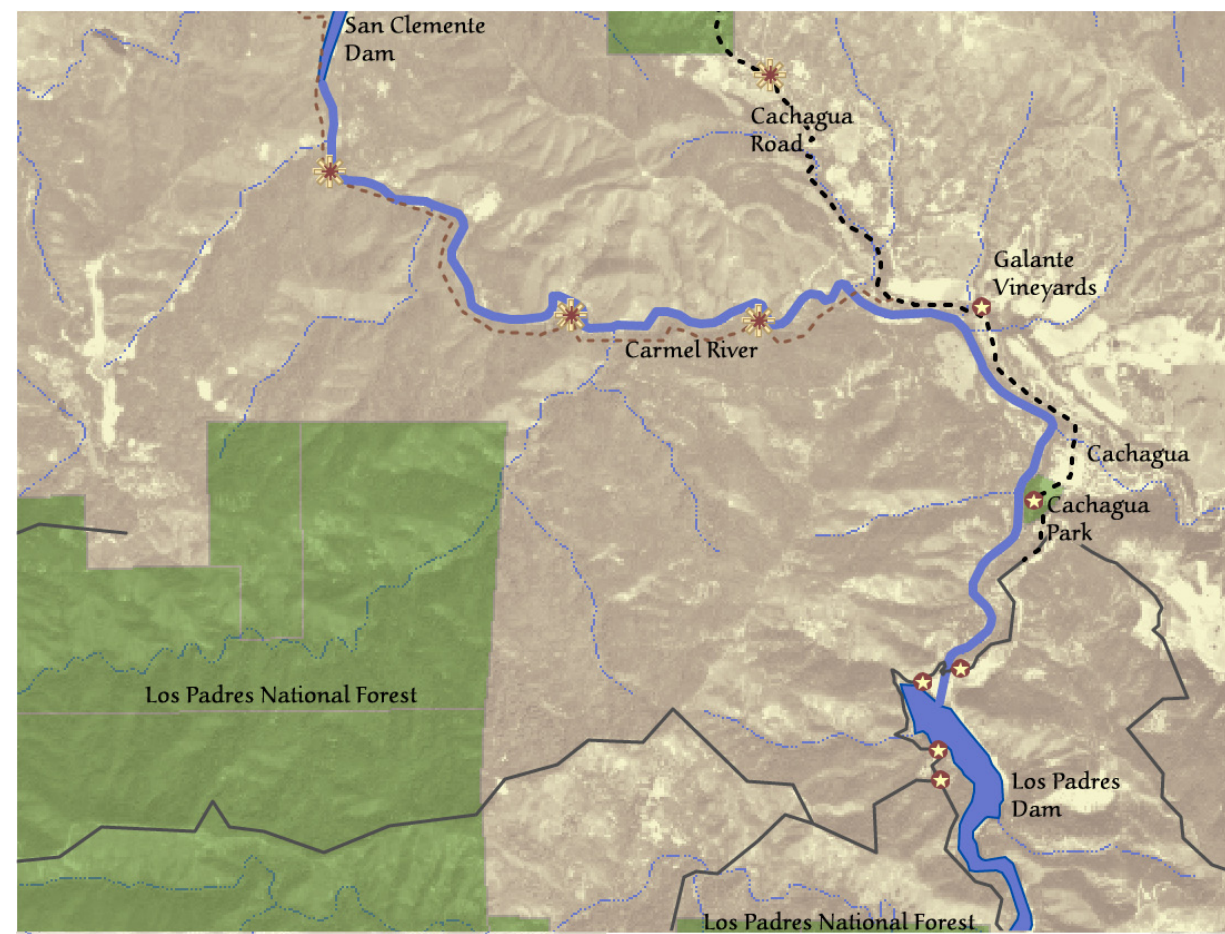 San Clemente
Dam
Cachagua
Road
Galante
Vineyards
Carmel River
Cachagua
Cachagua
Park
Los Padres National Forest
Los Padres
Dam
Los Padres National Forest